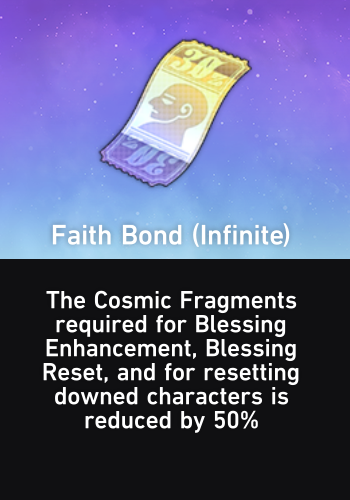 30
Faith Bond (Infinite)
The Cosmic Fragments
required for Blessing
Enhancement, Blessing
Reset, and for resetting
downed characters is
reduced by 50%